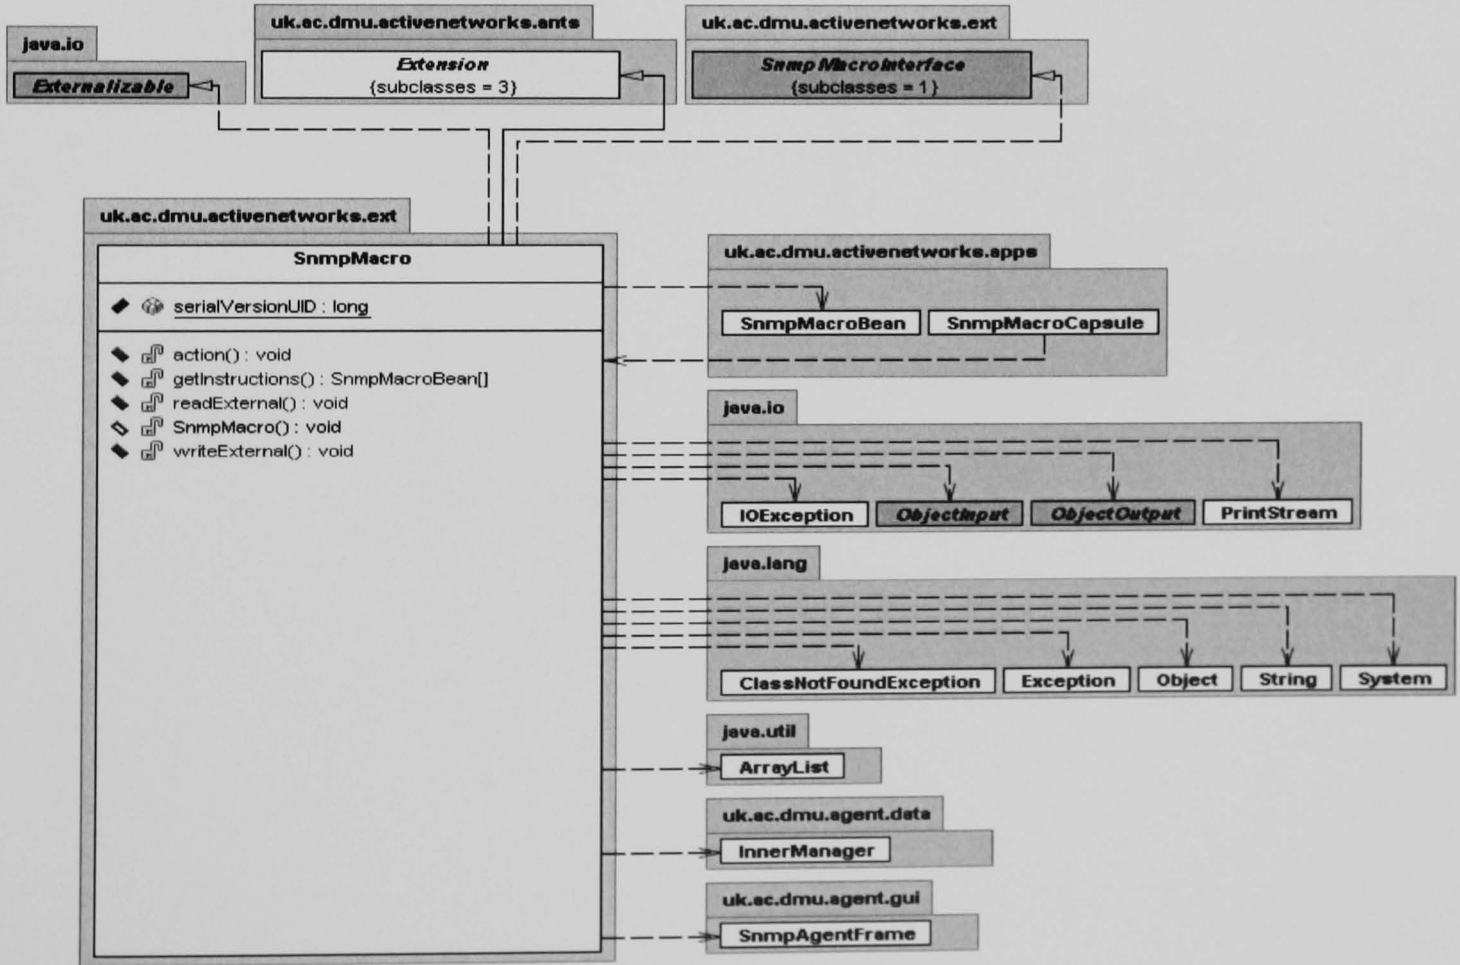 java.io
Externalizable
uk.ac.dmu.activenetworks.ants
Extension
{subclasses = 3}
uk.ac.dmu.activenetworks.ext
SnmpMacroInterface
{subclasses = 1}
uk.ac.dmu.activenetworks.ext
SnmpMacro
serialVersionUID : long
action() : void
getInstructions() : SnmpMacroBean[]
readExternal() : void
SnmpMacro() : void
writeExternal() : void
uk.ac.dmu.activenetworks.apps
SnmpMacroBean
SnmpMacroCapsule
java.io
IOException
ObjectInput
ObjectOutput
PrintStream
java.lang
ClassNotFoundException
Exception
Object
String
System
java.util
ArrayList
uk.ac.dmu.agent.data
InnerManager
uk.ac.dmu.agent.gui
SnmpAgentFrame